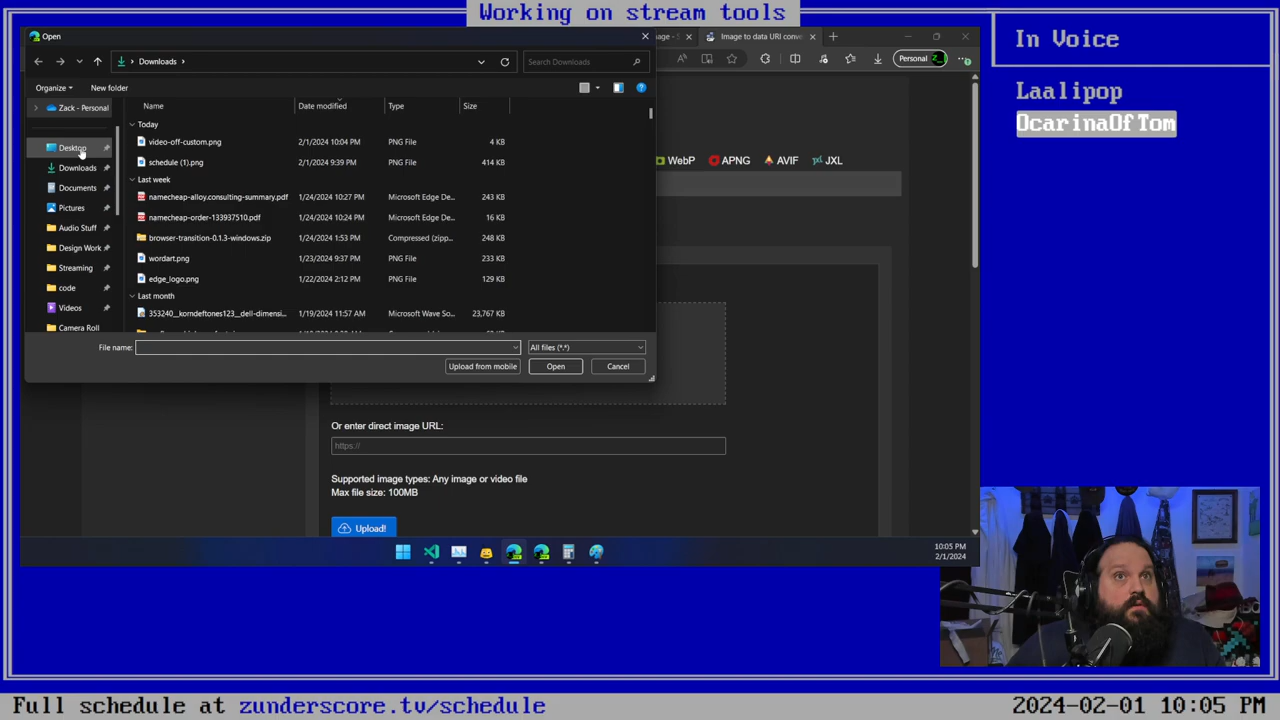 Working on stream tools
Open
age - S
Image to data URI conve
Downloads
Search Downloads
Personal
Organize
New folder
Zack - Personal
Desktop
Downloads
Documents
Pictures
Audio Stuff
Design Work
Streaming
code
Videos
Camera Roll
Name Date modified Type Size
Today
video-off-custom.png 2/1/2024 10:04 PM PNG File 4 KB
schedule (1).png 2/1/2024 9:39 PM PNG File 414 KB
Last week
namecheap-alloy.consulting-summary.pdf 1/24/2024 10:27 PM Microsoft Edge De... 243 KB
namecheap-order-133937510.pdf 1/24/2024 10:24 PM Microsoft Edge De... 16 KB
browser-transition-0.1.3-windows.zip 1/24/2024 1:53 PM Compressed (zipp... 248 KB
wordart.png 1/23/2024 9:37 PM PNG File 233 KB
edge_logo.png 1/22/2024 2:12 PM PNG File 129 KB
Last month
353240__korndeftones123__dell-dimensi... 1/19/2024 11:57 AM Microsoft Wave So... 23,767 KB
File name:
All files (*.*)
Upload from mobile
Open
Cancel
WebP APNG AVIF JXL
Or enter direct image URL:
https://
Supported image types: Any image or video file
Max file size: 100MB
Upload!
10:05 PM
2/1/2024
In Voice
Laalipop
OcarinaOfTom
Full schedule at zunderscore.tv/schedule
2024-02-01 10:05 PM